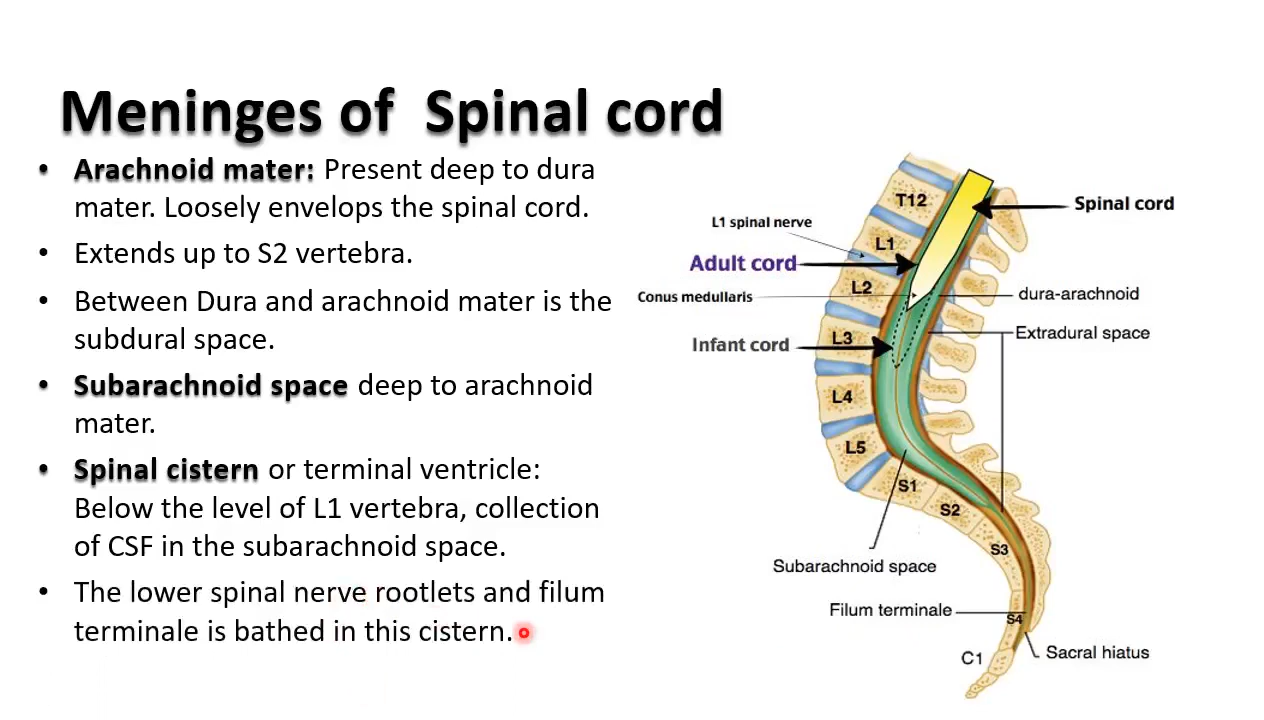 Meninges of Spinal cord
• Arachnoid mater: Present deep to dura
mater. Loosely envelops the spinal cord.
• Extends up to S2 vertebra.
• Between Dura and arachnoid mater is the
subdural space.
• Subarachnoid space deep to arachnoid
mater.
• Spinal cistern or terminal ventricle:
Below the level of L1 vertebra, collection
of CSF in the subarachnoid space.
• The lower spinal nerve rootlets and filum
terminale is bathed in this cistern.
T12
Spinal cord
L1 spinal nerve
L1
Adult cord
L2
Conus medullaris
dura-arachnoid
Extradural space
L3
Infant cord
L4
L5
S1
S2
S3
Subarachnoid space
Filum terminale
S4
Sacral hiatus
C1